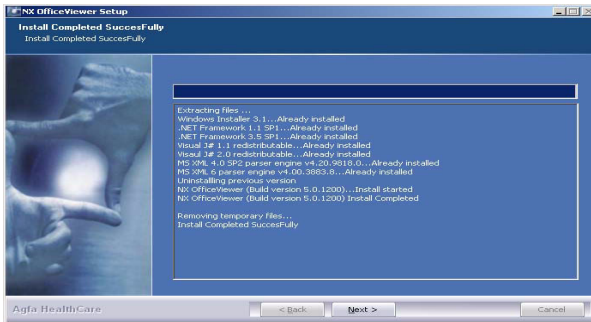 NX OfficeViewer Setup
Install Completed SuccesFully
Install Completed SuccesFully
Extracting files ...
Windows Installer 3.1...Already installed
.NET Framework 1.1 SP1...Already installed
.NET Framework 3.5 SP1...Already installed
Visual J# 1.1 redistributable...Already installed
Visaul J# 2.0 redistributable...Already installed
MS XML 4.0 SP2 parser engine v4.20.9818.0...Already installed
MS XML 6 parser engine v4.00.3883.8...Already installed
Uninstalling previous version
NX OfficeViewer (Build version 5.0.1200)...Install started
NX OfficeViewer (Build version 5.0.1200) Install Completed
Removing temporary files...
Install Completed SuccesFully
Agfa HealthCare
< Back
Next >
Cancel